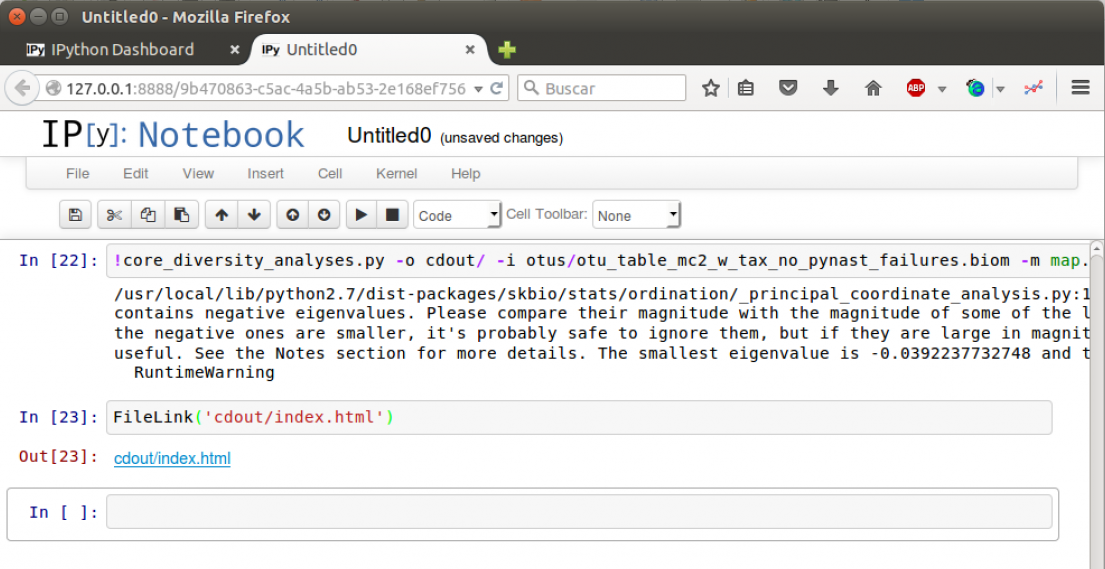 Untitled0 - Mozilla Firefox
IPy IPython Dashboard × IPy Untitled0 ×
127.0.0.1:8888/9b470863-c5ac-4a5b-ab53-2e168ef756 Buscar ABP
IP[y]: Notebook Untitled0 (unsaved changes)
File Edit View Insert Cell Kernel Help
Code Cell Toolbar: None
In [22]: !core_diversity_analyses.py -o cdout/ -i otus/otu_table_mc2_w_tax_no_pynast_failures.biom -m map.
/usr/local/lib/python2.7/dist-packages/skbio/stats/ordination/_principal_coordinate_analysis.py:1
contains negative eigenvalues. Please compare their magnitude with the magnitude of some of the l
the negative ones are smaller, it's probably safe to ignore them, but if they are large in magnit
useful. See the Notes section for more details. The smallest eigenvalue is -0.0392237732748 and t
RuntimeWarning
In [23]: FileLink('cdout/index.html')
Out[23]: cdout/index.html
In [ ]: